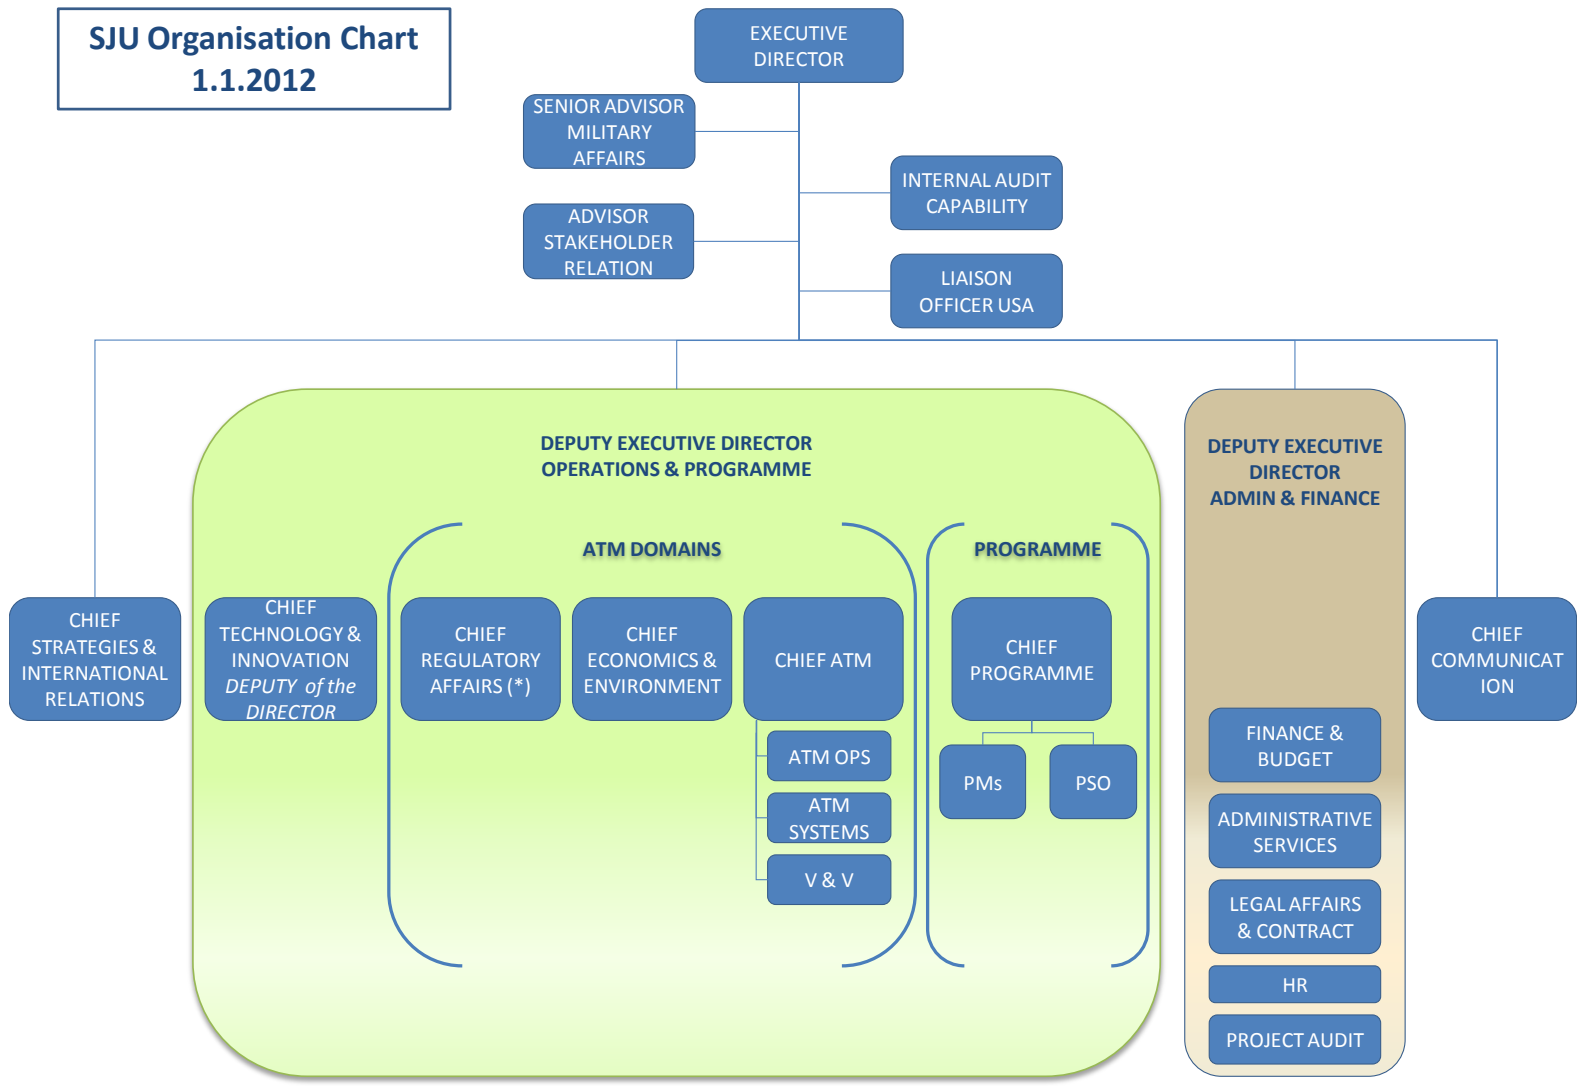 SJU Organisation Chart
1.1.2012
EXECUTIVE
DIRECTOR
SENIOR ADVISOR
MILITARY
AFFAIRS
INTERNAL AUDIT
CAPABILITY
ADVISOR
STAKEHOLDER
RELATION
LIAISON
OFFICER USA
DEPUTY EXECUTIVE DIRECTOR
OPERATIONS & PROGRAMME
DEPUTY EXECUTIVE
DIRECTOR
ADMIN & FINANCE
ATM DOMAINS
PROGRAMME
CHIEF
STRATEGIES &
INTERNATIONAL
RELATIONS
CHIEF
TECHNOLOGY &
INNOVATION
DEPUTY of the
DIRECTOR
CHIEF
REGULATORY
AFFAIRS (*)
CHIEF
ECONOMICS &
ENVIRONMENT
CHIEF ATM
CHIEF
PROGRAMME
CHIEF
COMMUNICAT
ION
ATM OPS
ATM
SYSTEMS
V & V
PMs
PSO
FINANCE &
BUDGET
ADMINISTRATIVE
SERVICES
LEGAL AFFAIRS
& CONTRACT
HR
PROJECT AUDIT